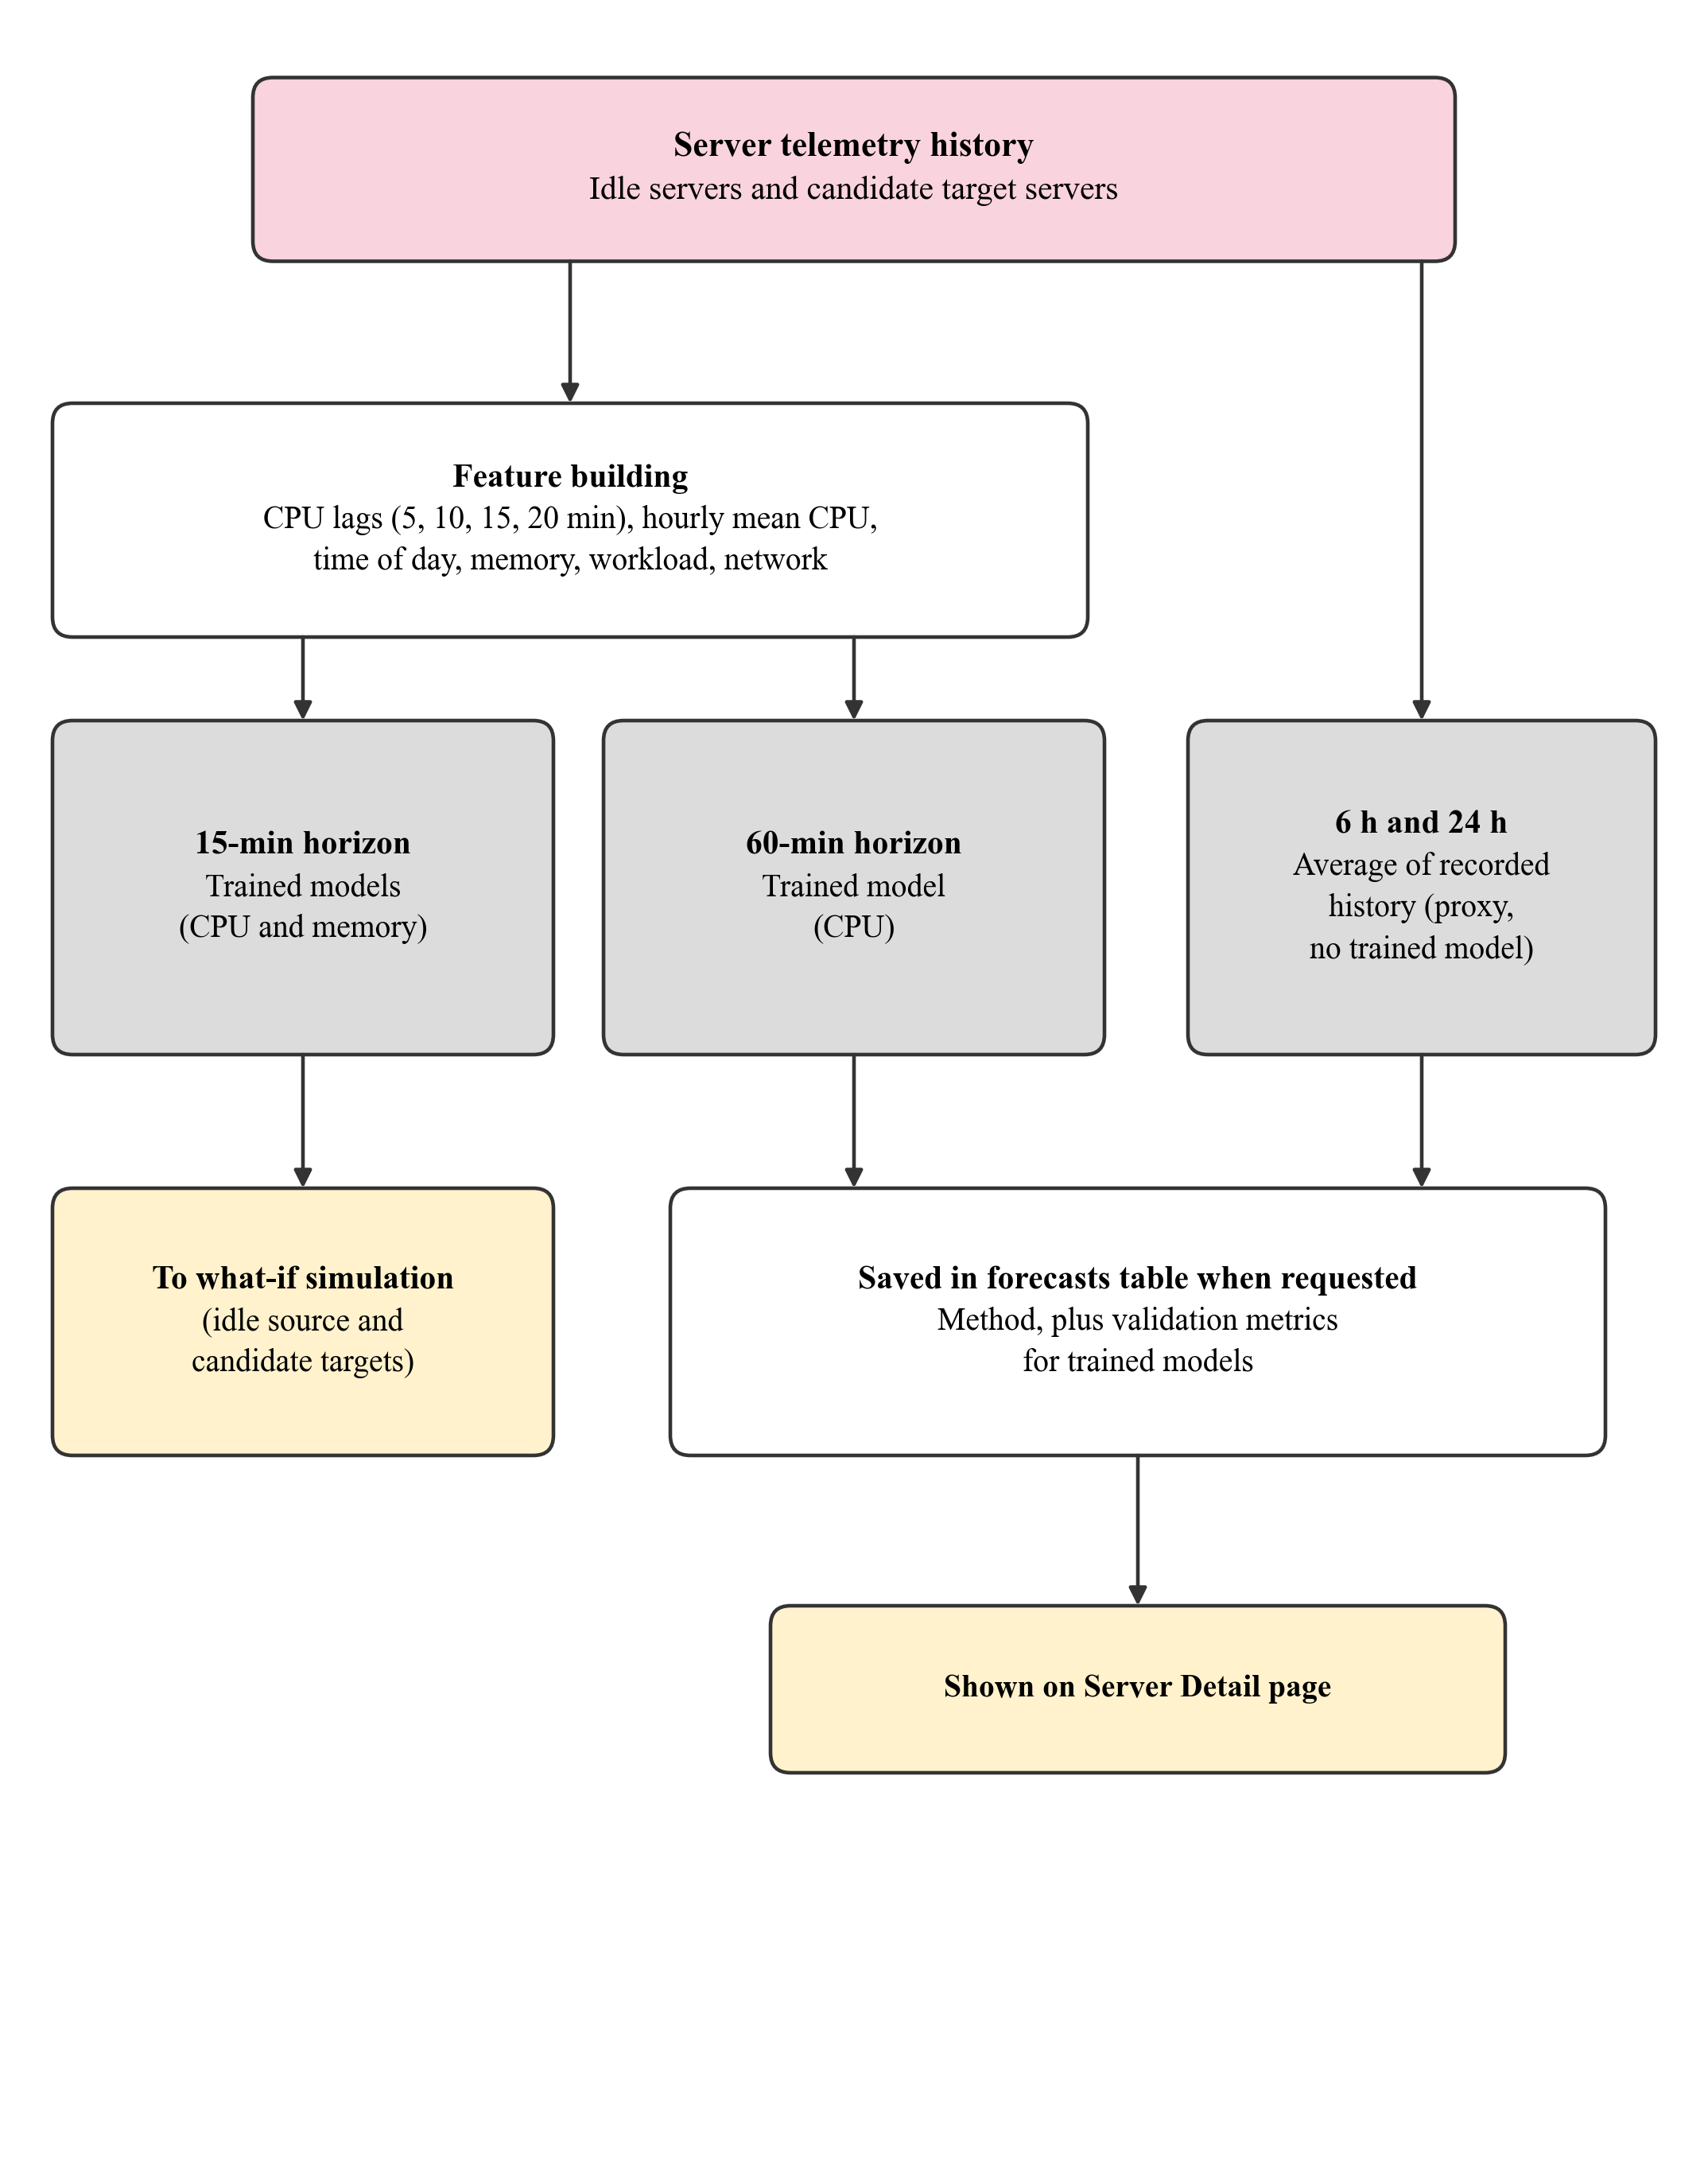 Server telemetry history
Idle servers and candidate target servers
Feature building
CPU lags (5, 10, 15, 20 min), hourly mean CPU,
time of day, memory, workload, network
15-min horizon
Trained models
(CPU and memory)
60-min horizon
Trained model
(CPU)
6 h and 24 h
Average of recorded
history (proxy,
no trained model)
To what-if simulation
(idle source and
candidate targets)
Saved in forecasts table when requested
Method, plus validation metrics
for trained models
Shown on Server Detail page